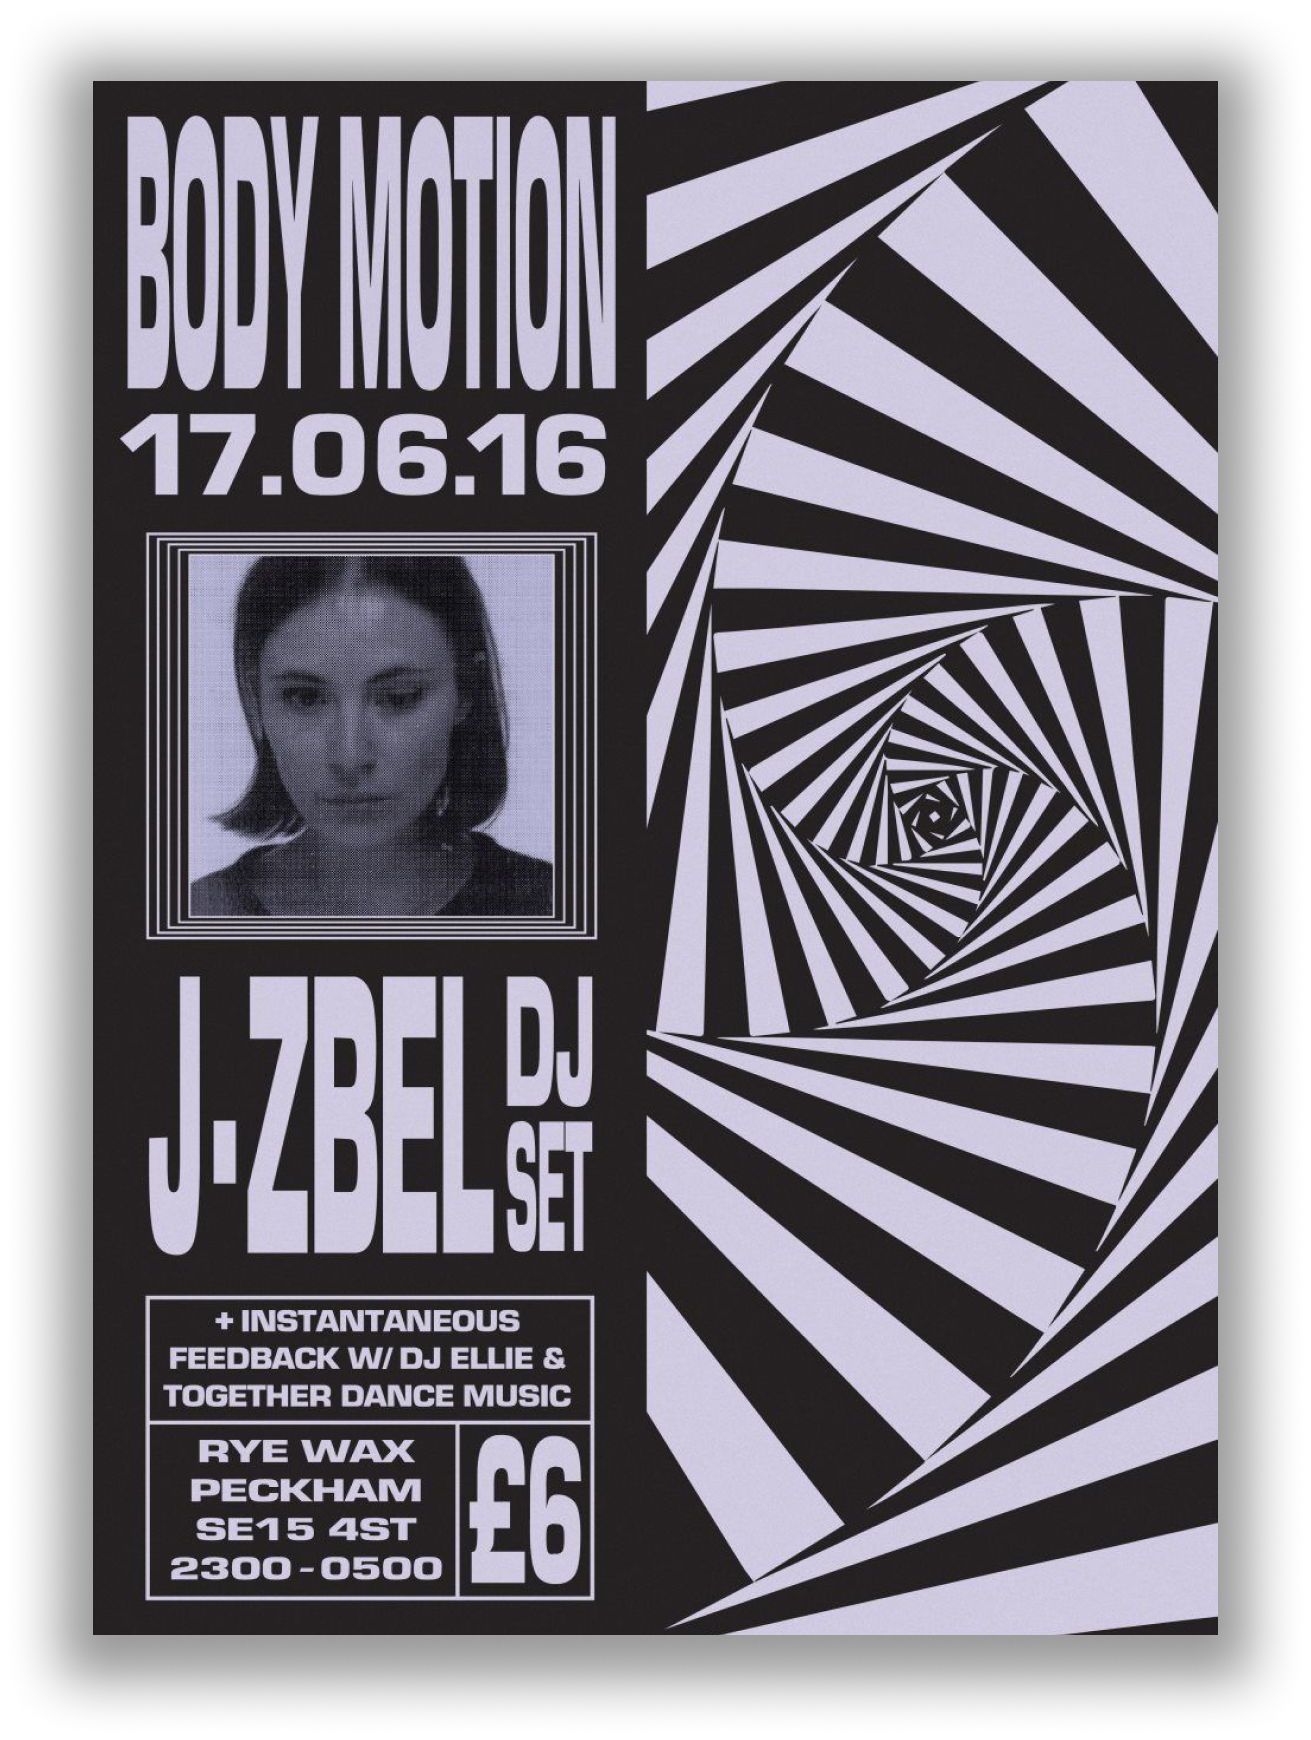 BODY MOTION
17.06.16
J-ZBEL DJ SET
+ INSTANTANEOUS
FEEDBACK W/ DJ ELLIE &
TOGETHER DANCE MUSIC
RYE WAX
PECKHAM
SE15 4ST
2300-0500
£6